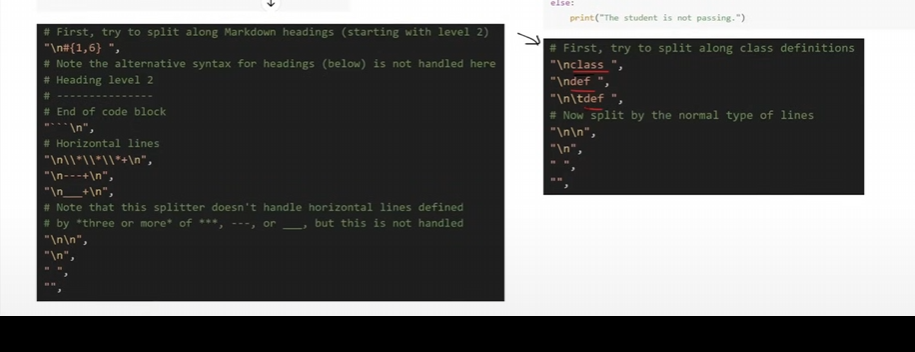 # First, try to split along Markdown headings (starting with level 2)
"\n#{1,6} ",
# Note the alternative syntax for headings (below) is not handled here
# Heading level 2
# ---------------
# End of code block
"```\n",
# Horizontal lines
"\n\\*\\*\\*+\n",
"\n---+\n",
"\n___+\n",
# Note that this splitter doesn't handle horizontal lines defined
# by *three or more* of ***, ---, or ___, but this is not handled
"\n\n",
"\n",
" ",
"",
else:
    print("The student is not passing.")
# First, try to split along class definitions
"\nclass ",
"\ndef ",
"\n\tdef ",
# Now split by the normal type of lines
"\n\n",
"\n",
" ",
"",